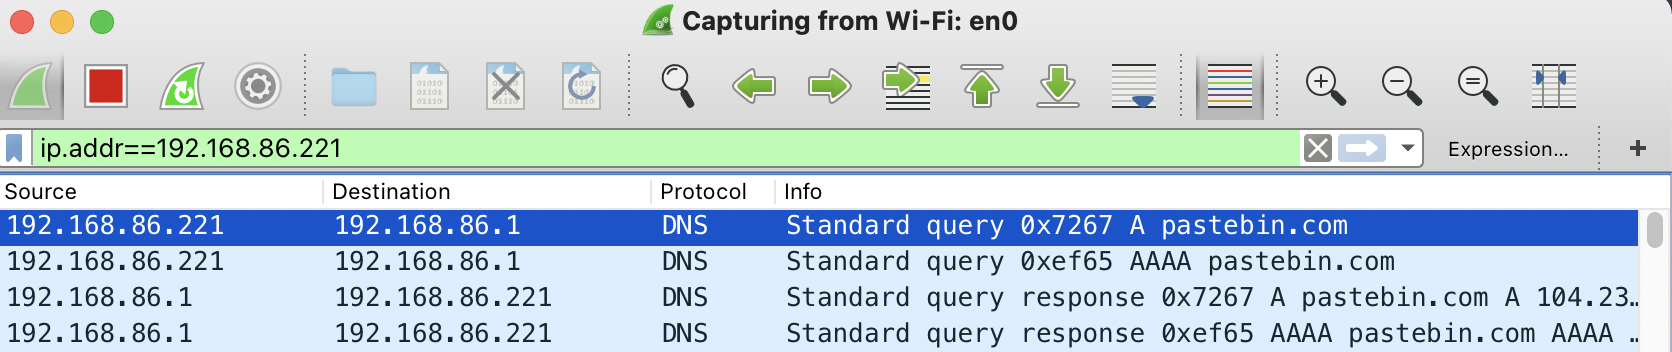 Capturing from Wi-Fi: en0
ip.addr==192.168.86.221 Expression...
Source Destination Protocol Info
192.168.86.221 192.168.86.1 DNS Standard query 0x7267 A pastebin.com
192.168.86.221 192.168.86.1 DNS Standard query 0xef65 AAAA pastebin.com
192.168.86.1 192.168.86.221 DNS Standard query response 0x7267 A pastebin.com A 104.23…
192.168.86.1 192.168.86.221 DNS Standard query response 0xef65 AAAA pastebin.com AAAA …